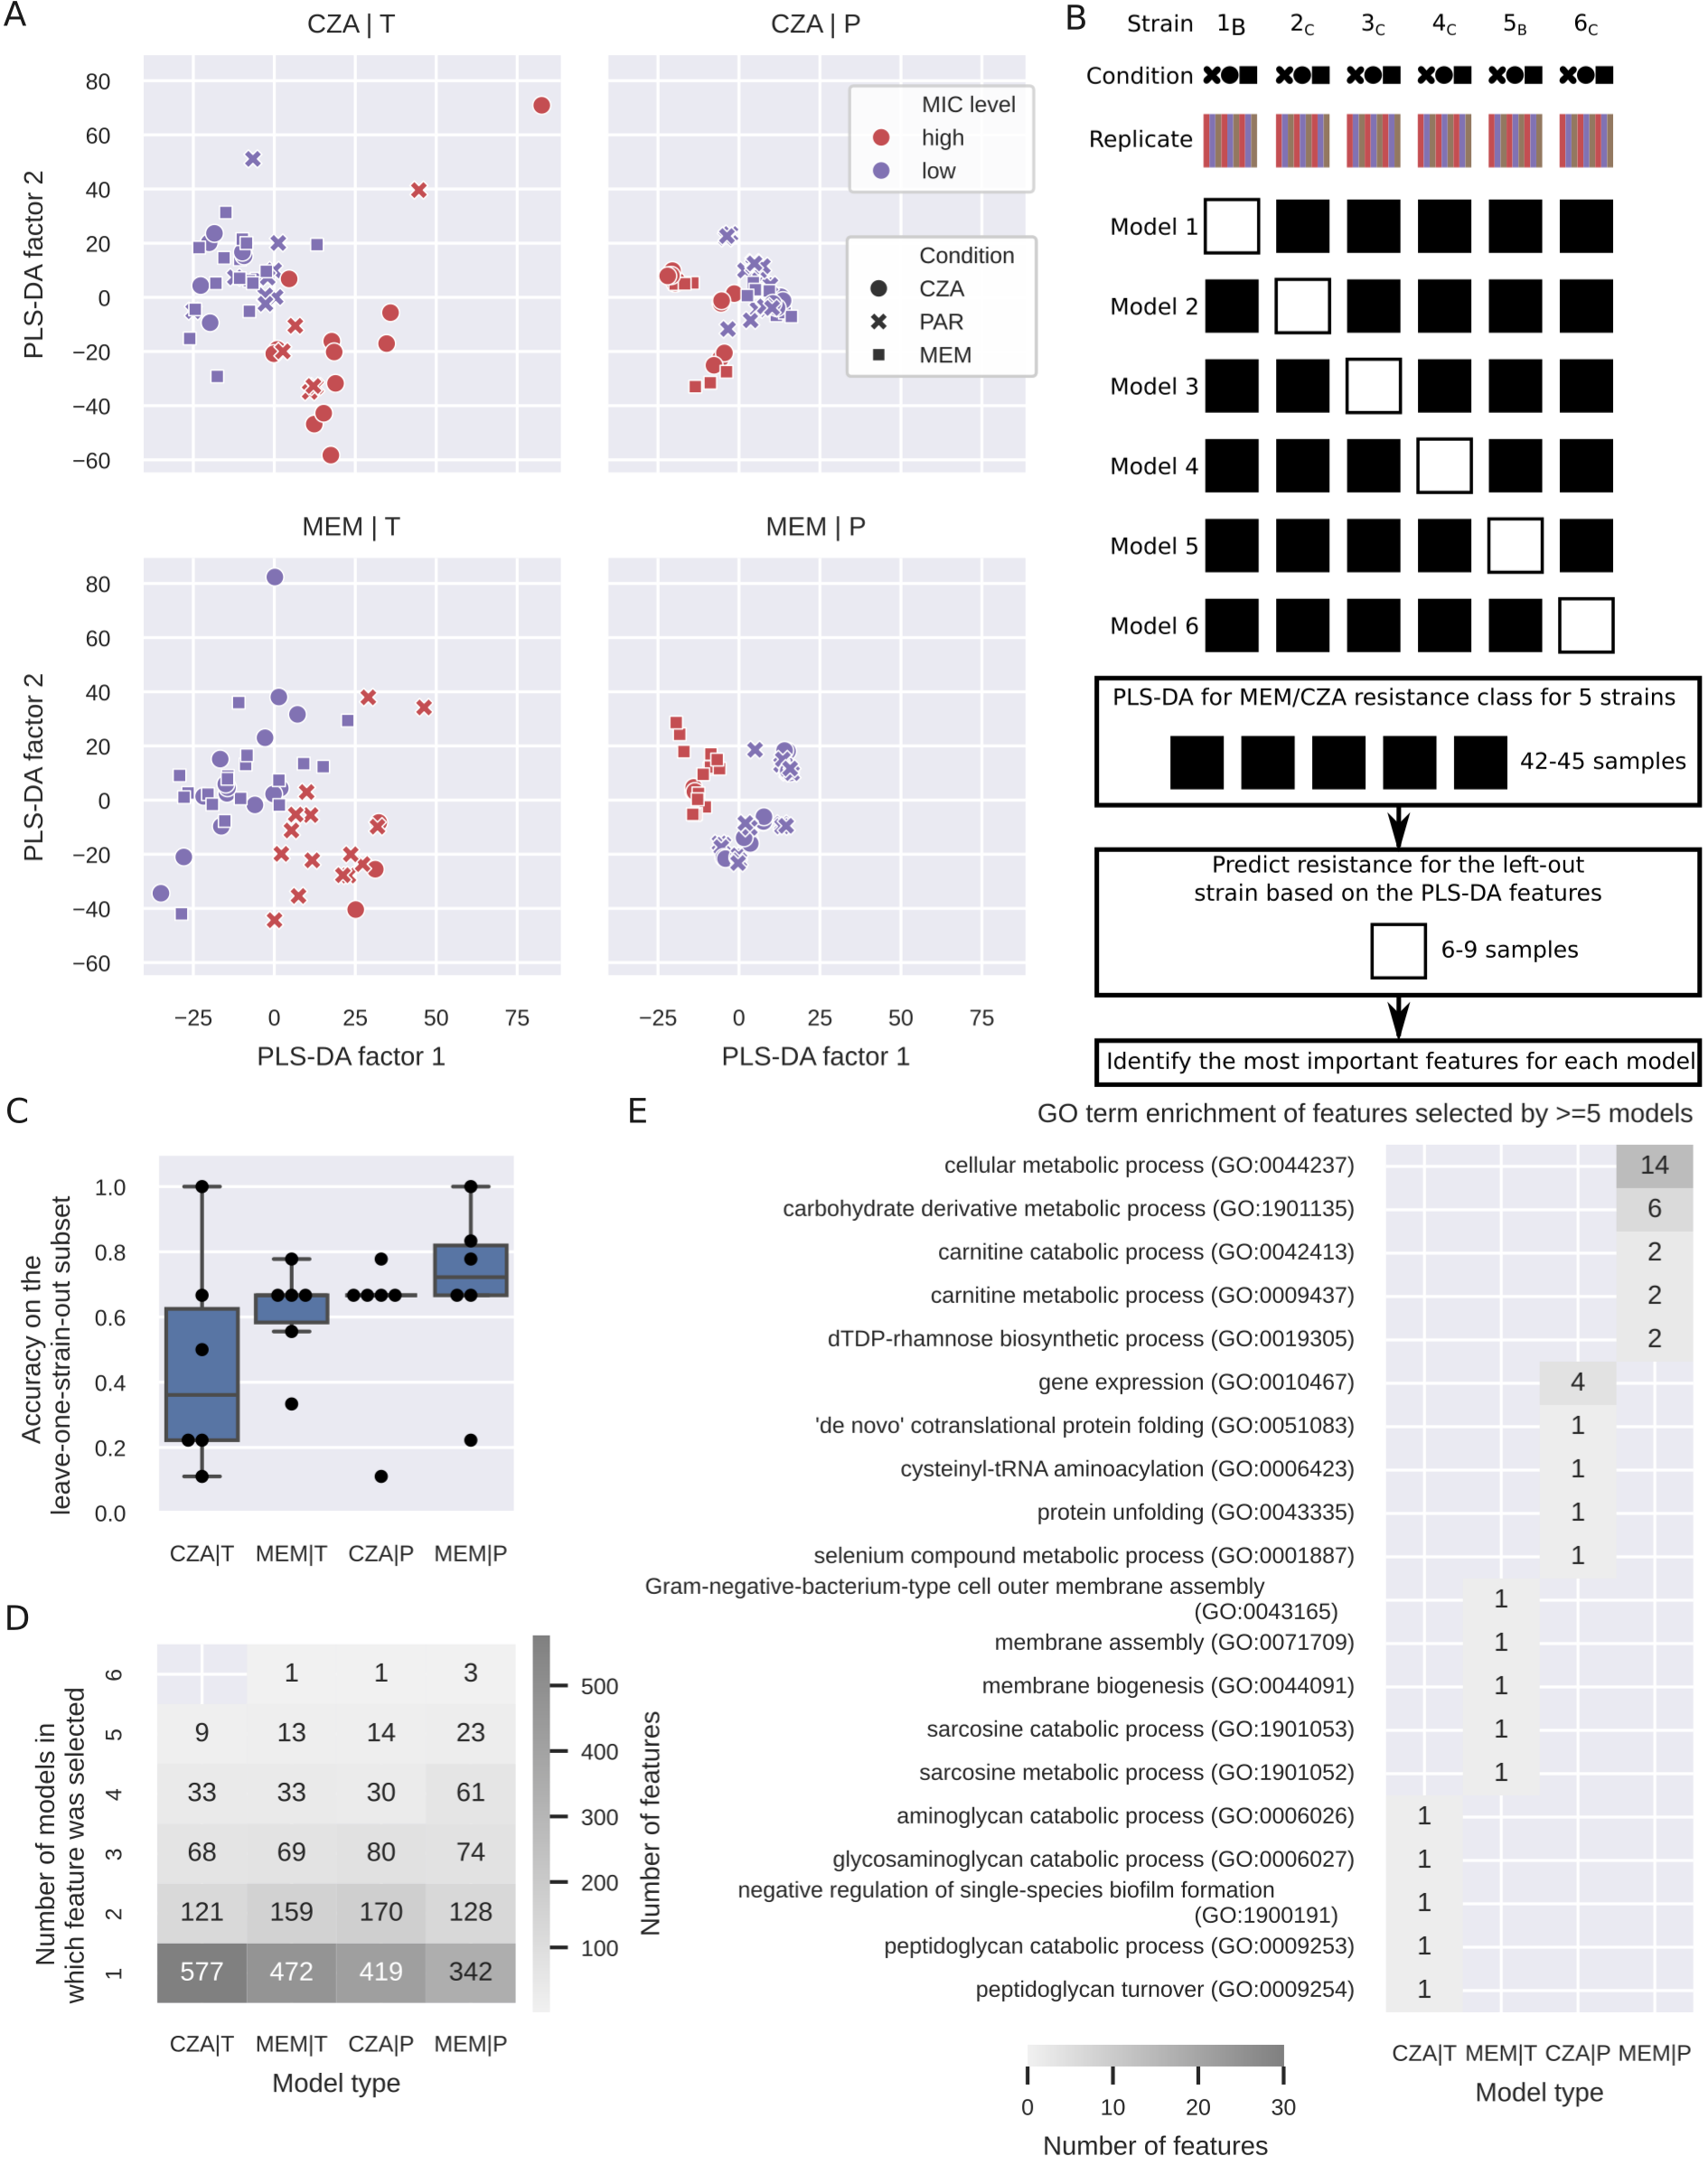 A
CZA | T
CZA | P
80
60
40
20
0
−20
−40
−60
PLS-DA factor 2
MIC level
high
low
Condition
CZA
PAR
MEM
MEM | T
MEM | P
80
60
40
20
0
−20
−40
−60
PLS-DA factor 2
−25 0 25 50 75
−25 0 25 50 75
PLS-DA factor 1
PLS-DA factor 1
B
Strain 1B 2C 3C 4C 5B 6C
Condition
Replicate
Model 1
Model 2
Model 3
Model 4
Model 5
Model 6
PLS-DA for MEM/CZA resistance class for 5 strains
42-45 samples
Predict resistance for the left-out
strain based on the PLS-DA features
6-9 samples
Identify the most important features for each model
C
Accuracy on the
leave-one-strain-out subset
1.0
0.8
0.6
0.4
0.2
0.0
CZA|T MEM|T CZA|P MEM|P
D
Number of models in
which feature was selected
6 1 1 3
5 9 13 14 23
4 33 33 30 61
3 68 69 80 74
2 121 159 170 128
1 577 472 419 342
CZA|T MEM|T CZA|P MEM|P
Model type
500
400
300
200
100
Number of features
E
GO term enrichment of features selected by >=5 models
cellular metabolic process (GO:0044237) 14
carbohydrate derivative metabolic process (GO:1901135) 6
carnitine catabolic process (GO:0042413) 2
carnitine metabolic process (GO:0009437) 2
dTDP-rhamnose biosynthetic process (GO:0019305) 2
gene expression (GO:0010467) 4
'de novo' cotranslational protein folding (GO:0051083) 1
cysteinyl-tRNA aminoacylation (GO:0006423) 1
protein unfolding (GO:0043335) 1
selenium compound metabolic process (GO:0001887) 1
Gram-negative-bacterium-type cell outer membrane assembly
(GO:0043165) 1
membrane assembly (GO:0071709) 1
membrane biogenesis (GO:0044091) 1
sarcosine catabolic process (GO:1901053) 1
sarcosine metabolic process (GO:1901052) 1
aminoglycan catabolic process (GO:0006026) 1
glycosaminoglycan catabolic process (GO:0006027) 1
negative regulation of single-species biofilm formation
(GO:1900191) 1
peptidoglycan catabolic process (GO:0009253) 1
peptidoglycan turnover (GO:0009254) 1
CZA|T MEM|T CZA|P MEM|P
Model type
0 10 20 30
Number of features